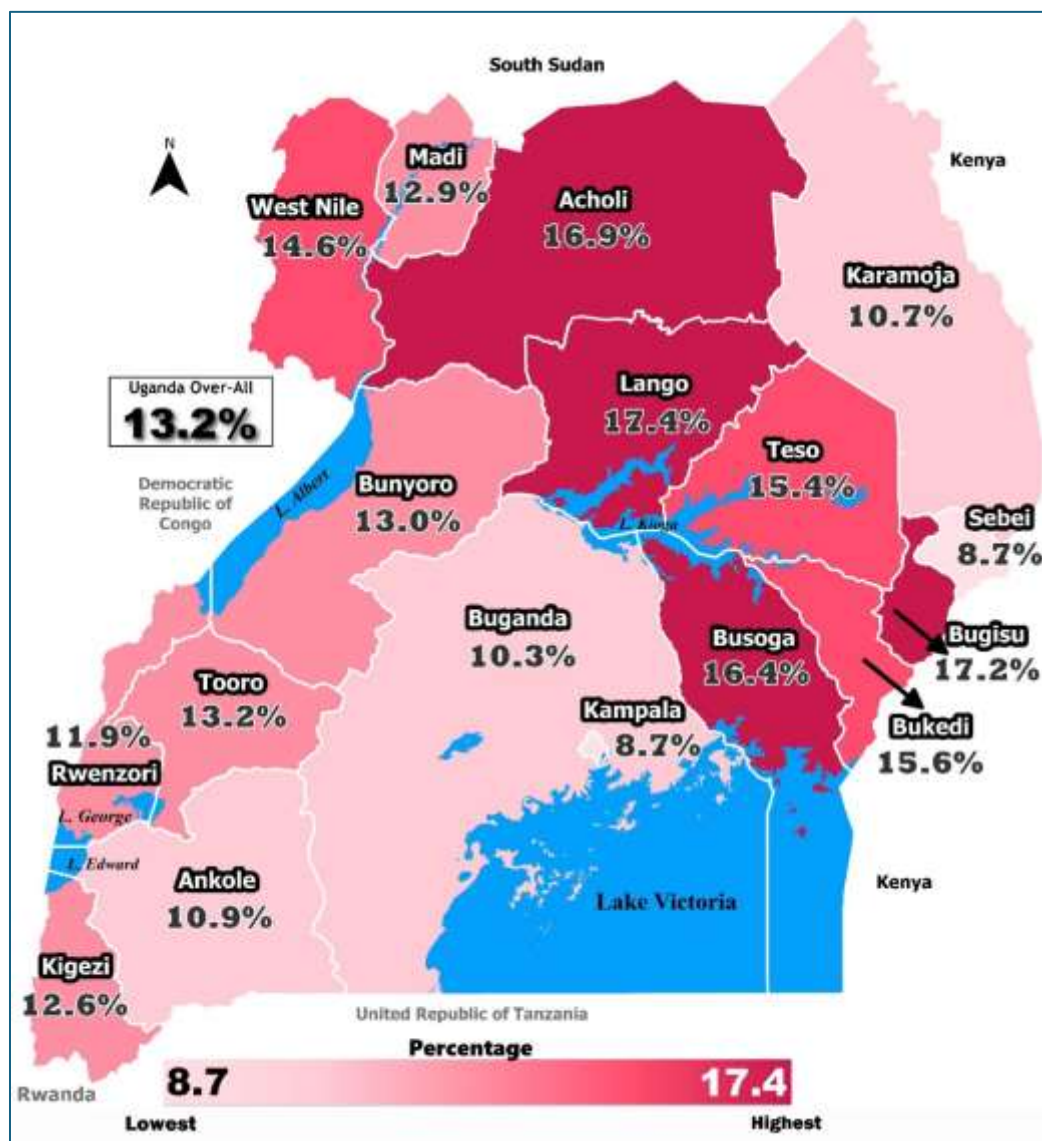 South Sudan
N
Kenya
Madi
12.9%
West Nile
14.6%
Acholi
16.9%
Karamoja
10.7%
Uganda Over-All
13.2%
Lango
17.4%
Teso
15.4%
Democratic
Republic of
Congo
L. Albert
Bunyoro
13.0%
L. Kioga
Sebei
8.7%
Buganda
10.3%
Busoga
16.4%
Bugisu
17.2%
Tooro
13.2%
Kampala
8.7%
Bukedi
15.6%
11.9%
Rwenzori
L. George
L. Edward
Ankole
10.9%
Lake Victoria
Kenya
Kigezi
12.6%
United Republic of Tanzania
Rwanda
Percentage
8.7
17.4
Lowest
Highest